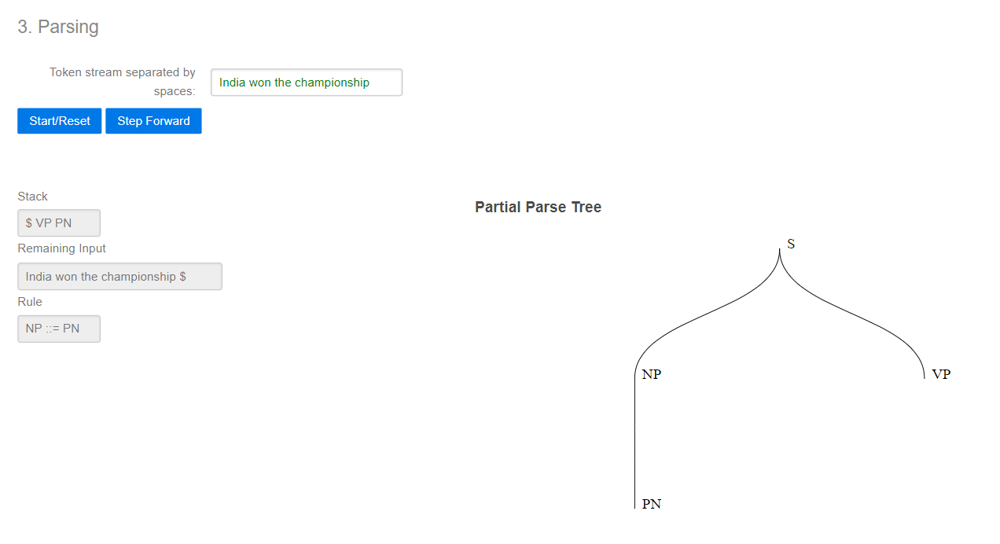 3. Parsing
Token stream separated by
spaces:
India won the championship
Start/Reset
Step Forward
Stack
$ VP PN
Remaining Input
India won the championship $
Rule
NP ::= PN
Partial Parse Tree
S
NP
VP
PN